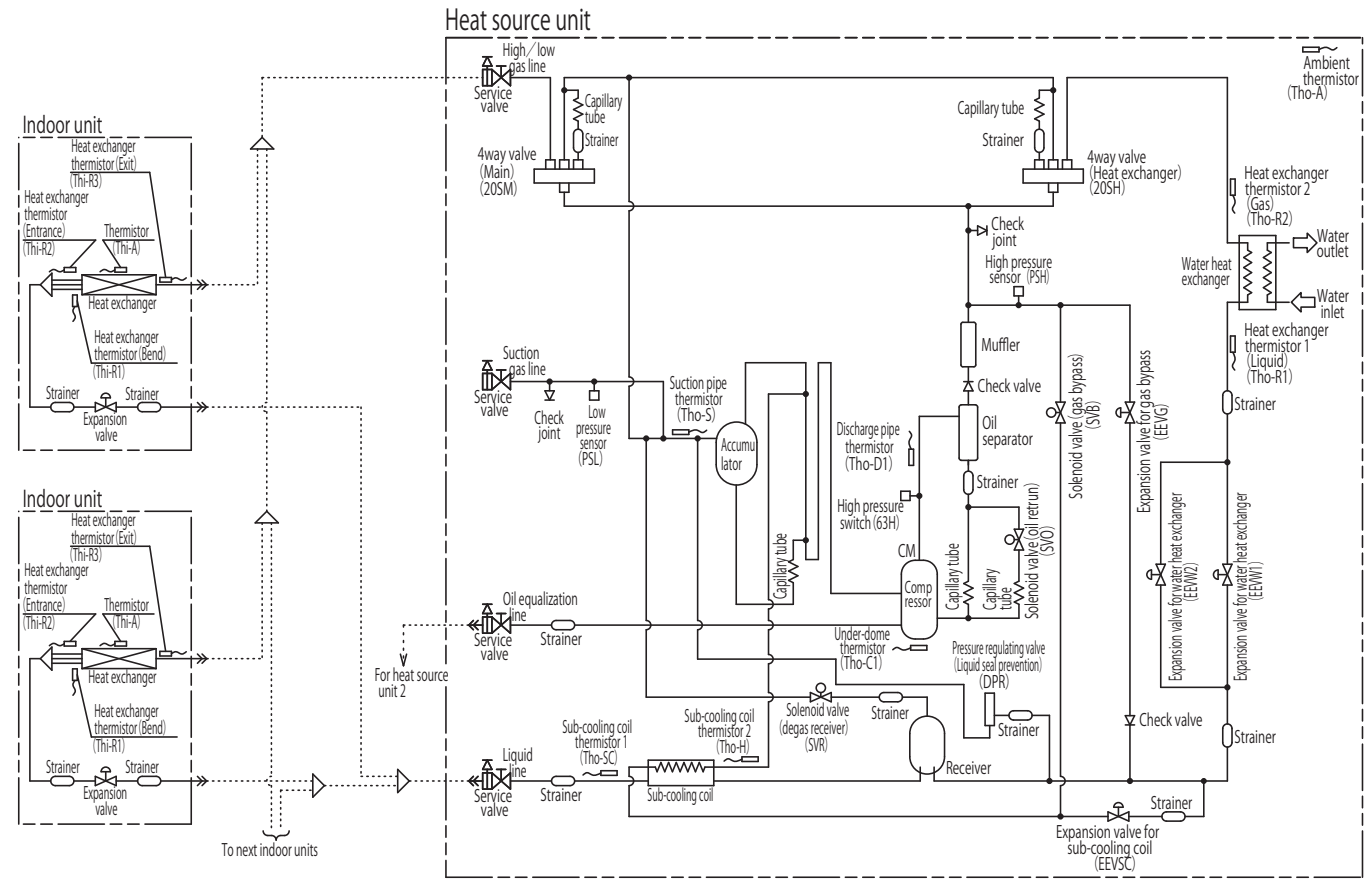 Heat source unit
High/low
gas line
Service
valve
Capillary
tube
Strainer
4way valve
(Main)
(20SM)
Capillary tube
Strainer
4way valve
(Heat exchanger)
(20SH)
Ambient
thermistor
(Tho-A)
Heat exchanger
thermistor 2
(Gas)
(Tho-R2)
Water
outlet
Water heat
exchanger
Water
inlet
Heat exchanger
thermistor 1
(Liquid)
(Tho-R1)
Strainer
Check
joint
High pressure
sensor (PSH)
Muffler
Check valve
Oil
separator
Strainer
Solenoid valve (gas bypass)
(SVB)
Expansion valve for gas bypass)
(EEVG)
Suction
gas line
Service
valve
Check
joint
Low
pressure
sensor
(PSL)
Suction pipe
thermistor
(Tho-S)
Accumu
lator
Discharge pipe
thermistor
(Tho-D1)
High pressure
switch (63H)
CM
Comp
ressor
Capillary tube
Capillary tube
Capillary
tube
Solenoid valve (oil retrun)
(SVO)
Expansion valve for water heat exchanger
(EEVW2)
Expansion valve for water heat exchanger
(EEVW1)
Oil equalization
line
Service
valve
Strainer
For heat source
unit 2
Under-dome
thermistor
(Tho-C1)
Pressure regulating valve
(Liquid seal prevention)
(DPR)
Strainer
Solenoid valve
(degas receiver)
(SVR)
Strainer
Receiver
Check valve
Strainer
Liquid
line
Service
valve
Strainer
Sub-cooling coil
thermistor 1
(Tho-SC)
Sub-cooling coil
thermistor 2
(Tho-H)
Sub-cooling coil
Strainer
Expansion valve for
sub-cooling coil
(EEVSC)
Indoor unit
Heat exchanger
thermistor (Exit)
(Thi-R3)
Heat exchanger
thermistor
(Entrance)
(Thi-R2)
Thermistor
(Thi-A)
Heat exchanger
Heat exchanger
thermistor (Bend)
(Thi-R1)
Strainer
Expansion
valve
Strainer
Indoor unit
Heat exchanger
thermistor (Exit)
(Thi-R3)
Heat exchanger
thermistor
(Entrance)
(Thi-R2)
Thermistor
(Thi-A)
Heat exchanger
Heat exchanger
thermistor (Bend)
(Thi-R1)
Strainer
Expansion
valve
Strainer
To next indoor units